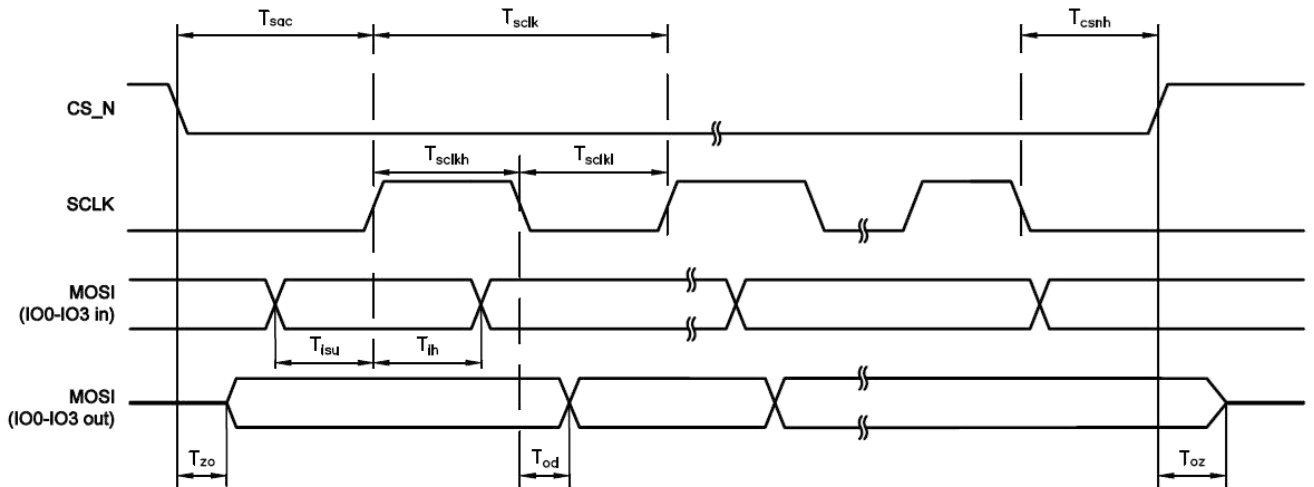 Tsac Tsclk Tcsnh
CS_N
Tsclkh Tsclkl
SCLK
MOSI
(IO0-IO3 in)
Tisu Tih
MOSI
(IO0-IO3 out)
Tzo Tod Toz